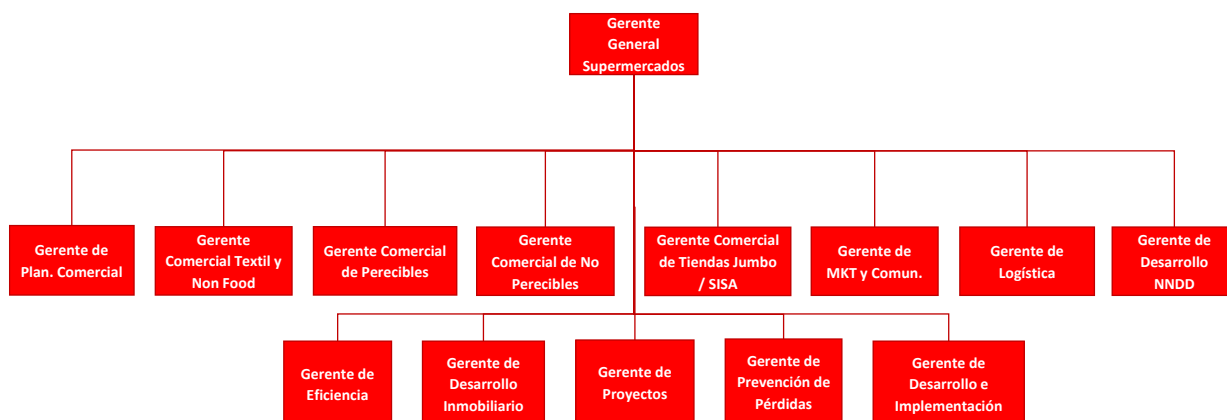 Gerente
General
Supermercados
Gerente de
Plan. Comercial
Gerente
Comercial Textil y
Non Food
Gerente Comercial
de Perecibles
Gerente
Comercial de No
Perecibles
Gerente Comercial
de Tiendas Jumbo
/ SISA
Gerente de
MKT y Comun.
Gerente de
Logística
Gerente de
Desarrollo
NNDD
Gerente de
Eficiencia
Gerente de
Desarrollo
Inmobiliario
Gerente de
Proyectos
Gerente de
Prevención de
Pérdidas
Gerente de
Desarrollo e
Implementación